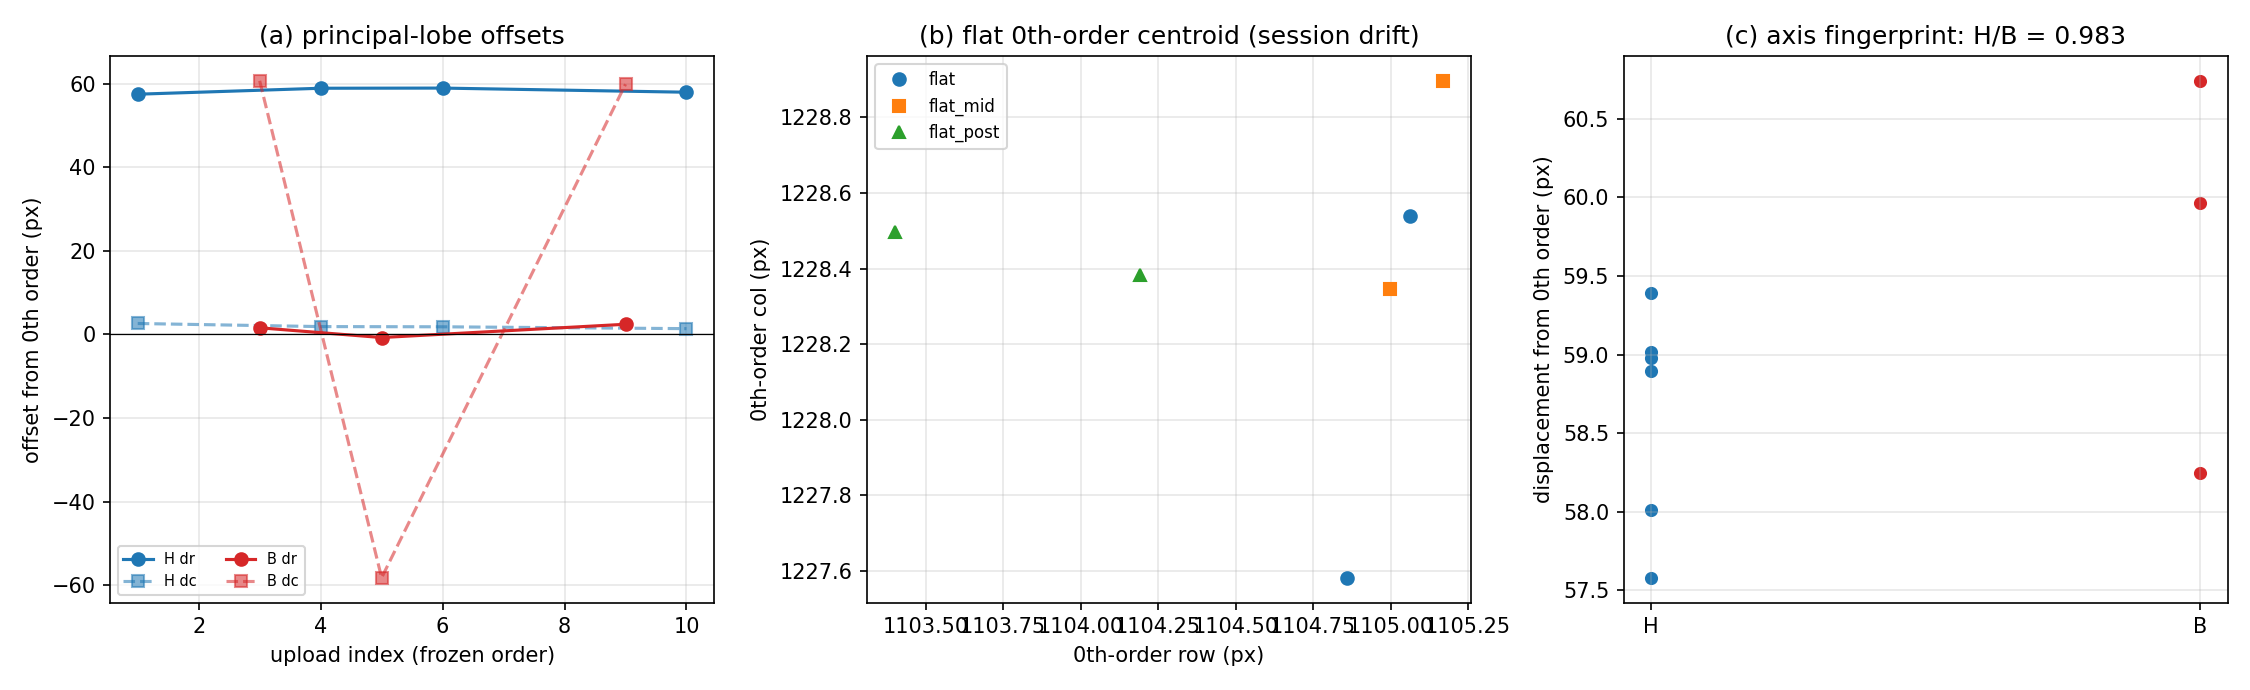 (a) principal-lobe offsets
offset from 0th order (px)
60
40
20
0
−20
−40
−60
H dr
H dc
B dr
B dc
2
4
6
8
10
upload index (frozen order)
(b) flat 0th-order centroid (session drift)
0th-order col (px)
flat
flat_mid
flat_post
1228.8
1228.6
1228.4
1228.2
1228.0
1227.8
1227.6
1103.50
1103.75
1104.00
1104.25
1104.50
1104.75
1105.00
1105.25
0th-order row (px)
(c) axis fingerprint: H/B = 0.983
displacement from 0th order (px)
60.5
60.0
59.5
59.0
58.5
58.0
57.5
H
B